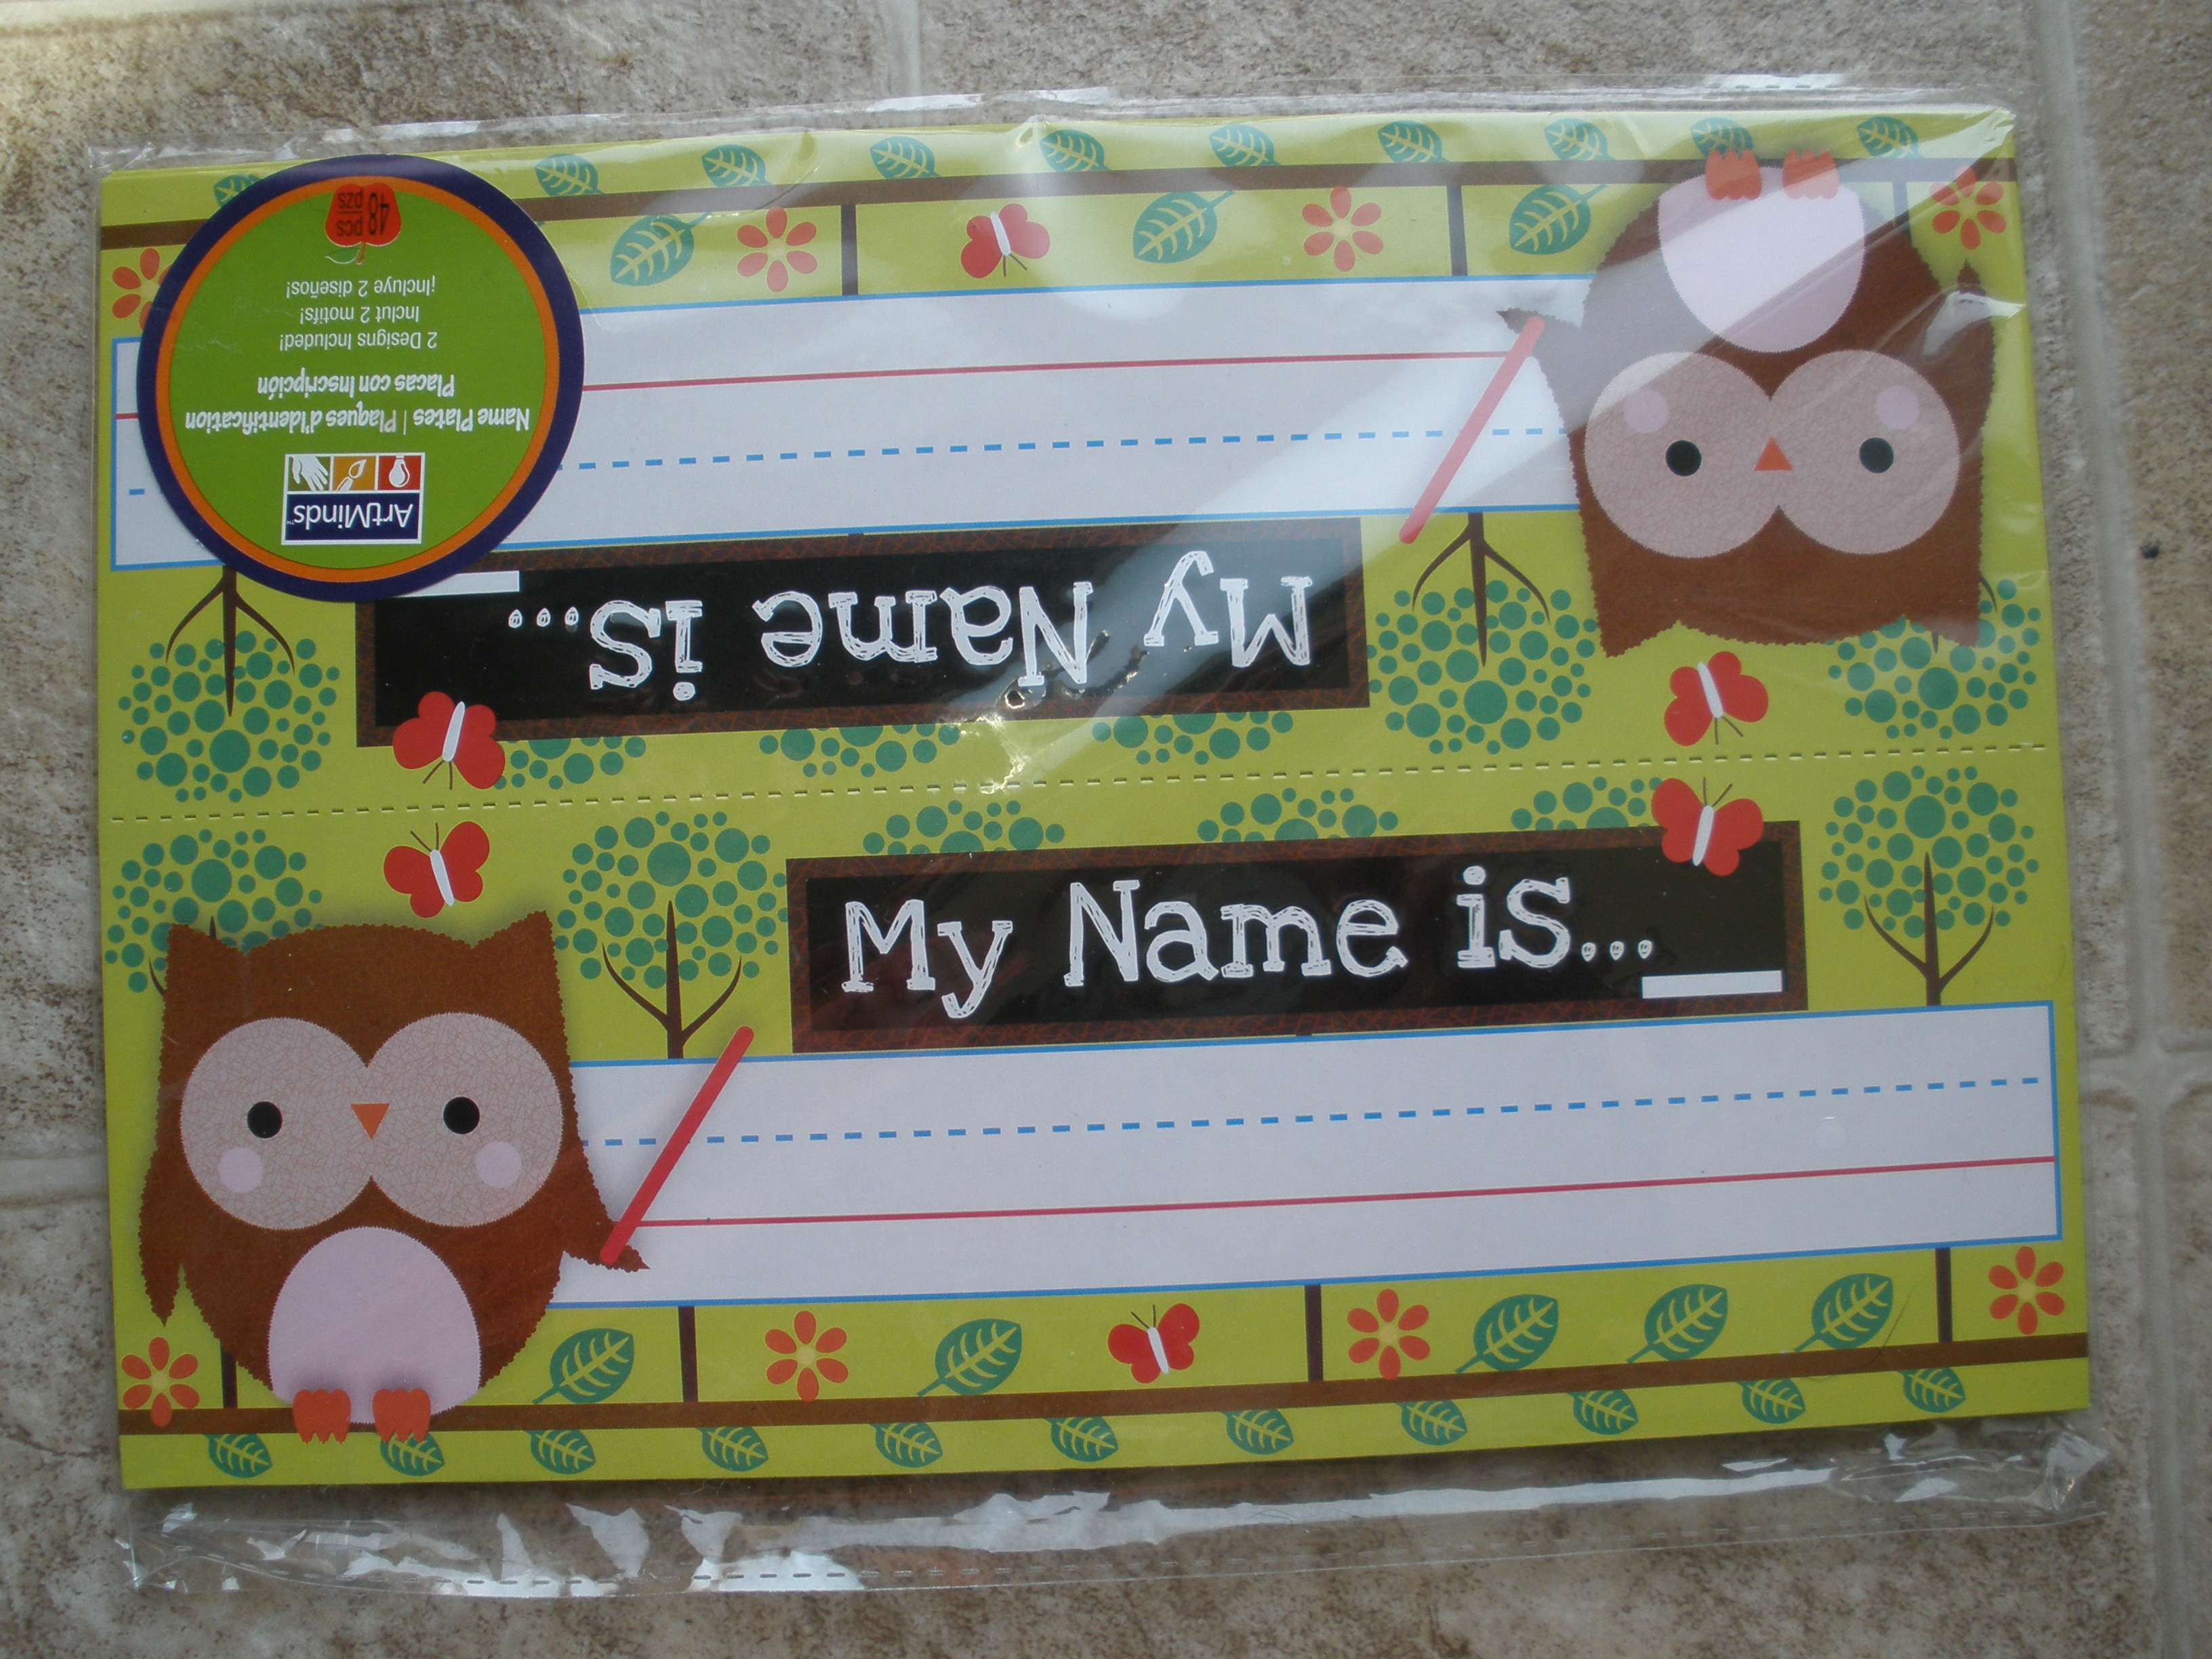 48 pcs
pzs
¡Incluye 2 diseños!
Inclut 2 motifs!
2 Designs Included!
Placas con Inscripción
Name Plates | Plaques d'Identification
ArtMinds™
My Name is...
My Name is...